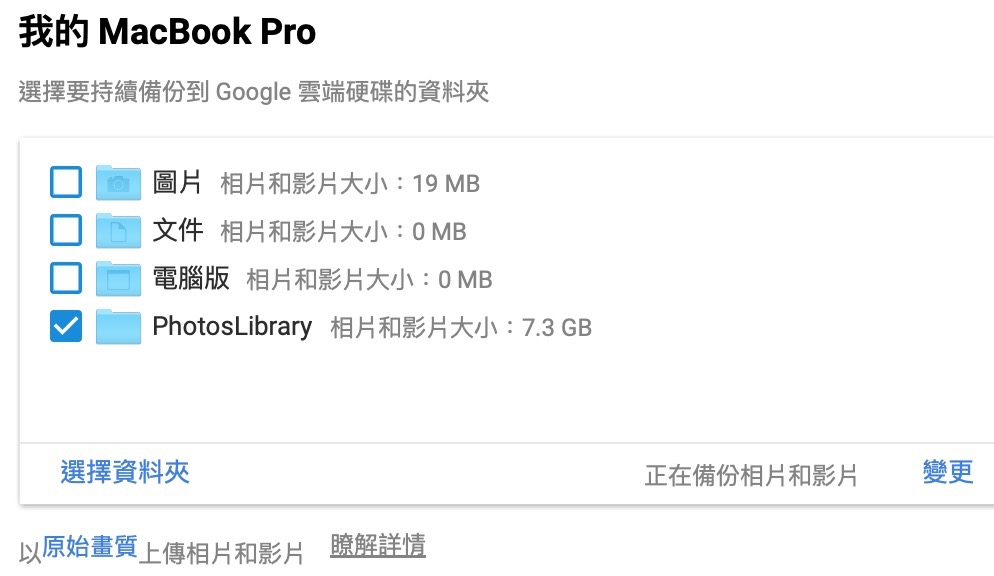 我的 MacBook Pro
選擇要持續備份到 Google 雲端硬碟的資料夾
圖片 相片和影片大小：19 MB
文件 相片和影片大小：0 MB
電腦版 相片和影片大小：0 MB
PhotosLibrary 相片和影片大小：7.3 GB
選擇資料夾 正在備份相片和影片 變更
以原始畫質上傳相片和影片 瞭解詳情